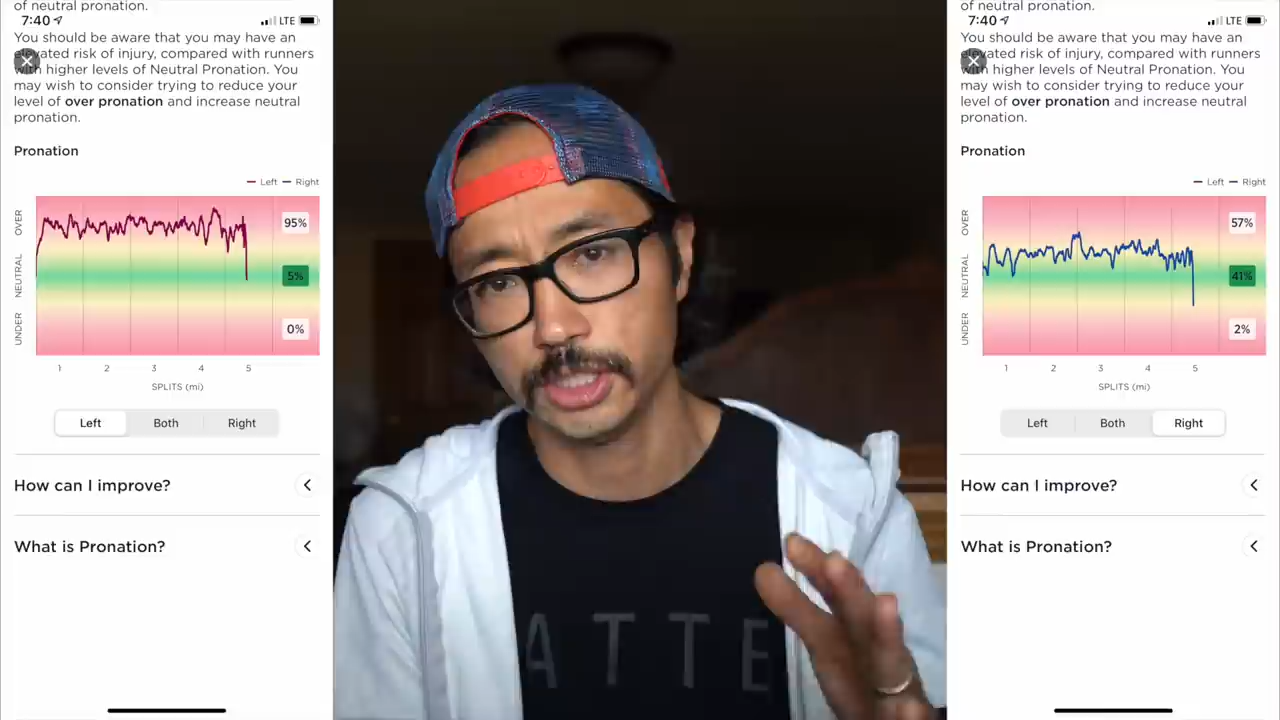 of neutral pronation.
7:40
LTE
You should be aware that you may have an
elevated risk of injury, compared with runners
with higher levels of Neutral Pronation. You
may wish to consider trying to reduce your
level of over pronation and increase neutral
pronation.
Pronation
Left Right
OVER
NEUTRAL
UNDER
95%
5%
0%
1 2 3 4 5
SPLITS (mi)
Left Both Right
How can I improve?
What is Pronation?
ATTE
of neutral pronation.
7:40
LTE
You should be aware that you may have an
elevated risk of injury, compared with runners
with higher levels of Neutral Pronation. You
may wish to consider trying to reduce your
level of over pronation and increase neutral
pronation.
Pronation
Left Right
OVER
NEUTRAL
UNDER
57%
41%
2%
1 2 3 4 5
SPLITS (mi)
Left Both Right
How can I improve?
What is Pronation?